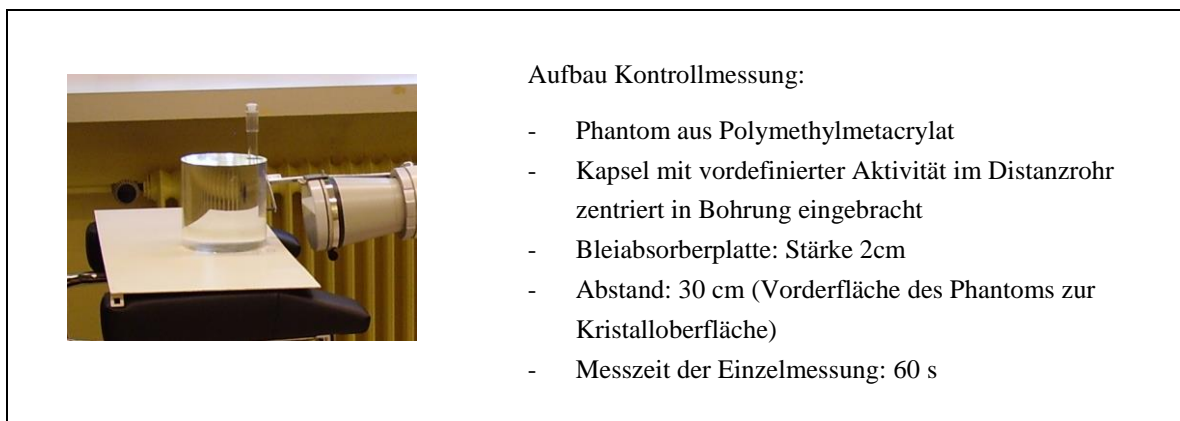 Aufbau Kontrollmessung:
- Phantom aus Polymethylmetacrylat
- Kapsel mit vordefinierter Aktivität im Distanzrohr
zentriert in Bohrung eingebracht
- Bleiabsorberplatte: Stärke 2cm
- Abstand: 30 cm (Vorderfläche des Phantoms zur
Kristalloberfläche)
- Messzeit der Einzelmessung: 60 s